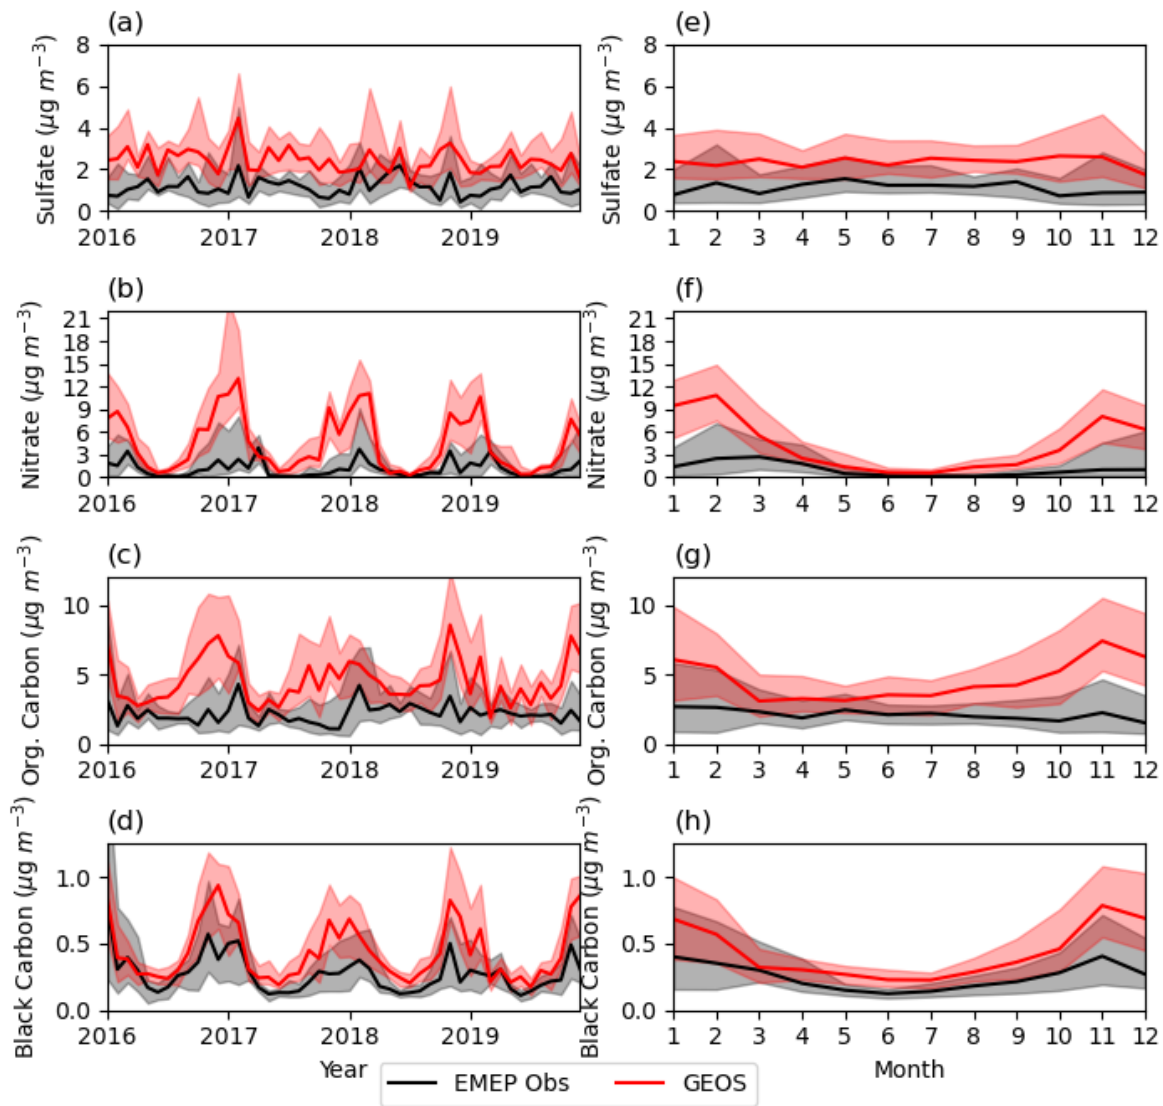 (a)
Sulfate (μg m⁻³)
8
6
4
2
0
2016 2017 2018 2019
(e)
Sulfate (μg m⁻³)
8
6
4
2
0
1 2 3 4 5 6 7 8 9 10 11 12
(b)
Nitrate (μg m⁻³)
21
18
15
12
9
6
3
0
2016 2017 2018 2019
(f)
Nitrate (μg m⁻³)
21
18
15
12
9
6
3
0
1 2 3 4 5 6 7 8 9 10 11 12
(c)
Org. Carbon (μg m⁻³)
10
5
0
2016 2017 2018 2019
(g)
Org. Carbon (μg m⁻³)
10
5
0
1 2 3 4 5 6 7 8 9 10 11 12
(d)
Black Carbon (μg m⁻³)
1.0
0.5
0.0
2016 2017 2018 2019
Year
(h)
Black Carbon (μg m⁻³)
1.0
0.5
0.0
1 2 3 4 5 6 7 8 9 10 11 12
Month
EMEP Obs GEOS